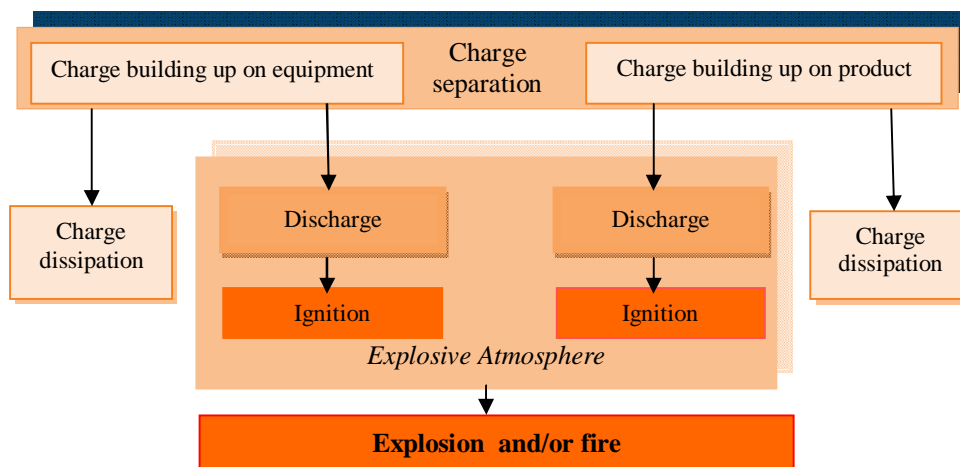 Charge building up on equipment
Charge
separation
Charge building up on product
Charge
dissipation
Discharge
Discharge
Charge
dissipation
Ignition
Ignition
Explosive Atmosphere
Explosion and/or fire